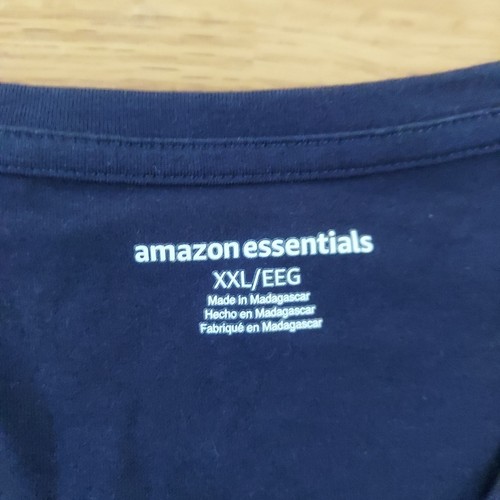 amazon essentials
XXL/EEG
Made in Madagascar
Hecho en Madagascar
Fabriqué en Madagascar